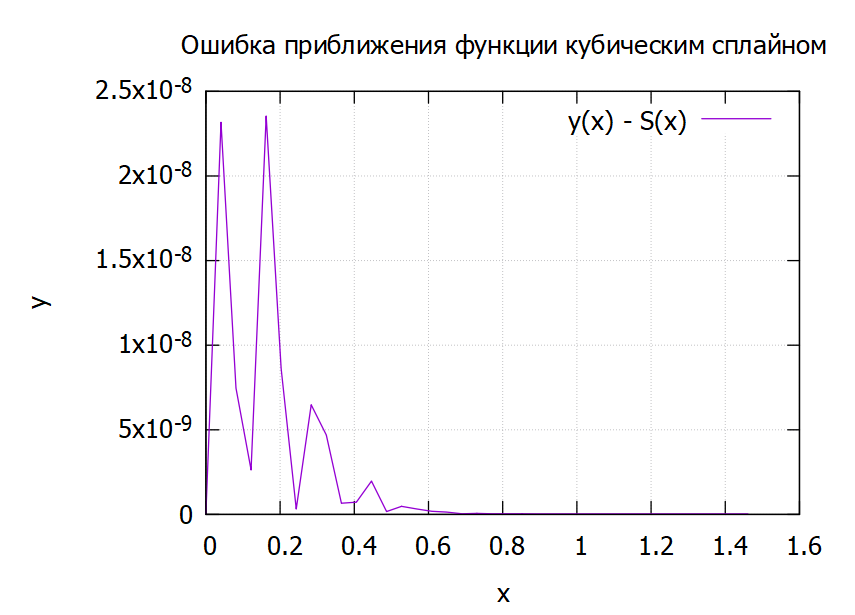 Ошибка приближения функции кубическим сплайном
y(x) - S(x)
2.5x10-8
2x10-8
1.5x10-8
1x10-8
5x10-9
0
y
0 0.2 0.4 0.6 0.8 1 1.2 1.4 1.6
x